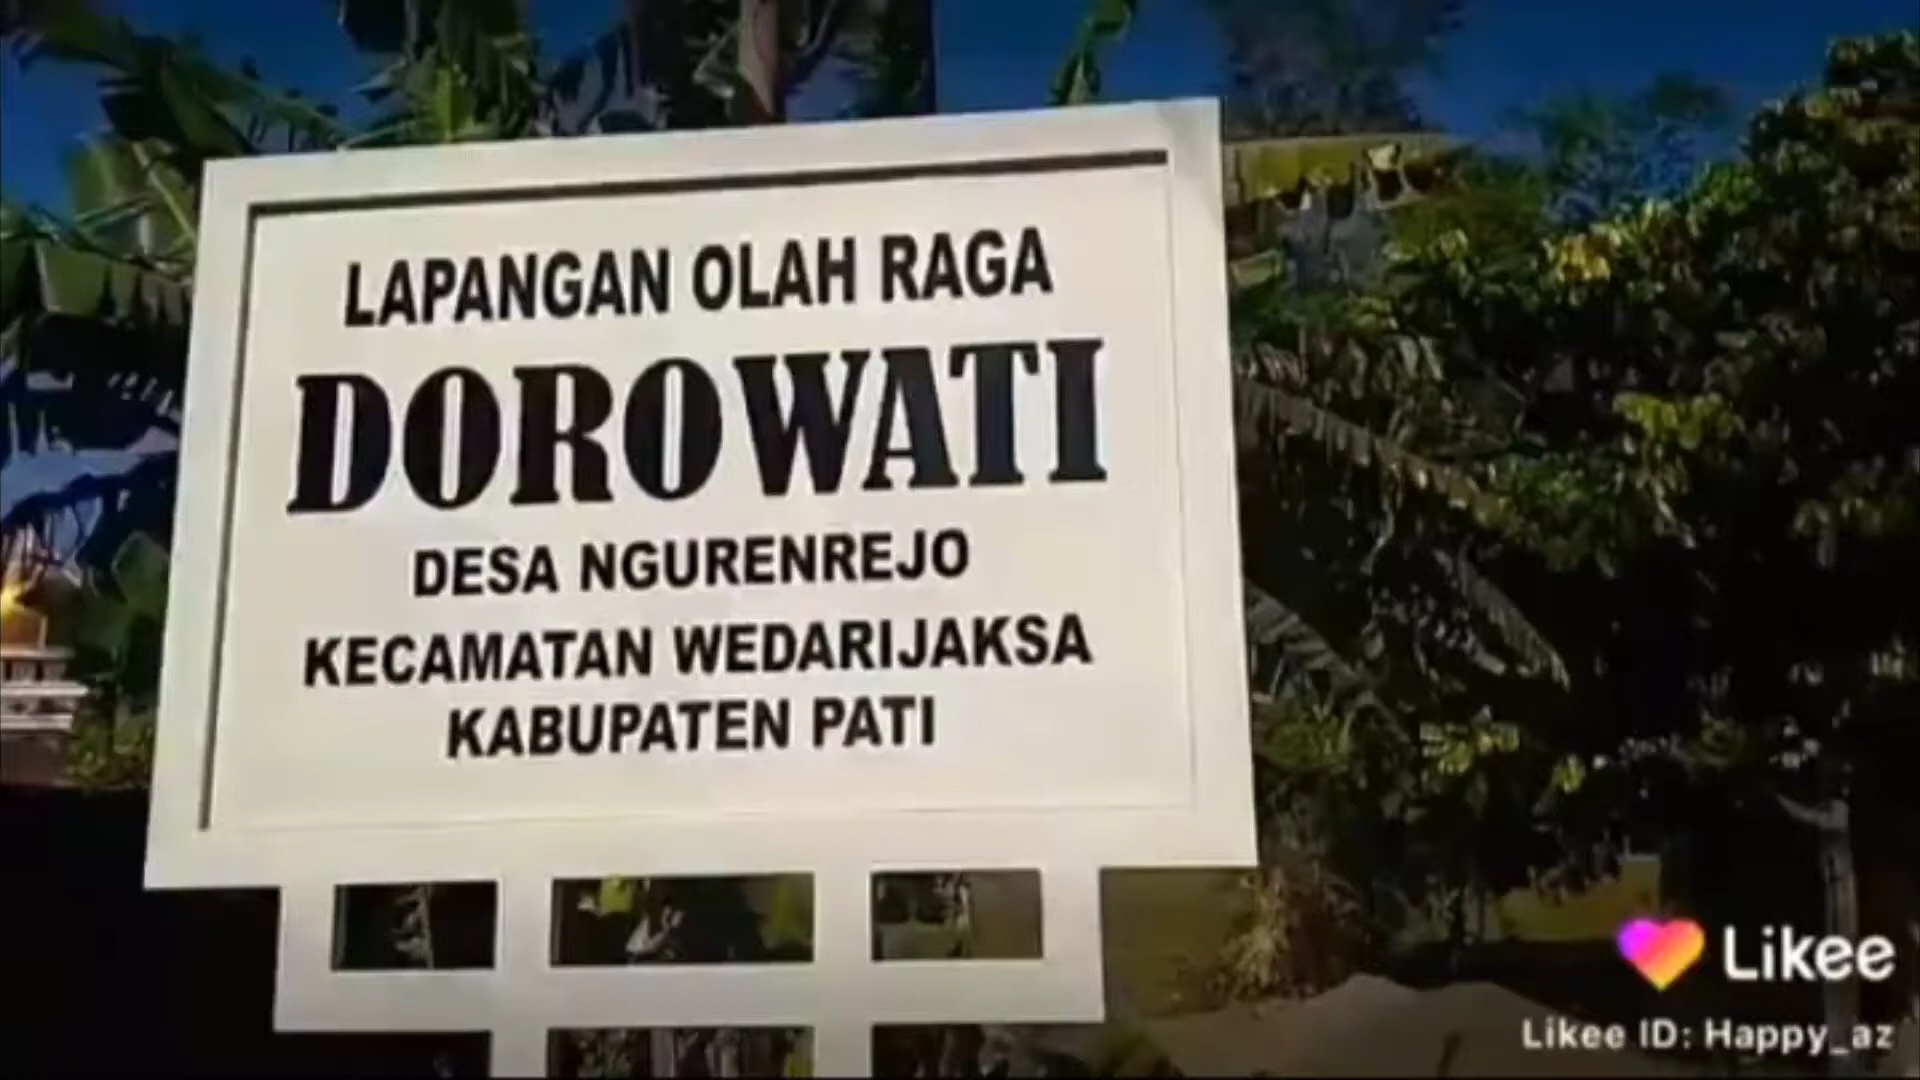 LAPANGAN OLAH RAGA
DOROWATI
DESA NGURENREJO
KECAMATAN WEDARIJAKSA
KABUPATEN PATI
Likee
Likee ID: Happy_az